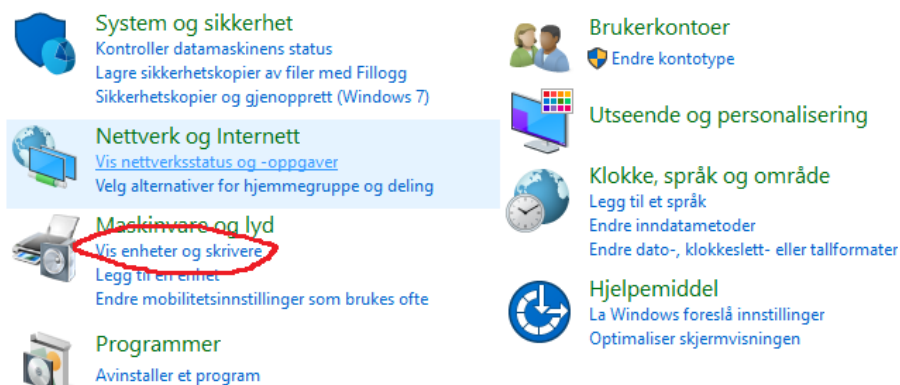 System og sikkerhet
Kontroller datamaskinens status
Lagre sikkerhetskopier av filer med Fillogg
Sikkerhetskopier og gjenopprett (Windows 7)
Nettverk og Internett
Vis nettverksstatus og -oppgaver
Velg alternativer for hjemmegruppe og deling
Maskinvare og lyd
Vis enheter og skrivere
Legg til en enhet
Endre mobilitetsinnstillinger som brukes ofte
Programmer
Avinstaller et program
Brukerkontoer
Endre kontotype
Utseende og personalisering
Klokke, språk og område
Legg til et språk
Endre inndatametoder
Endre dato-, klokkeslett- eller tallformater
Hjelpemiddel
La Windows foreslå innstillinger
Optimaliser skjermvisningen